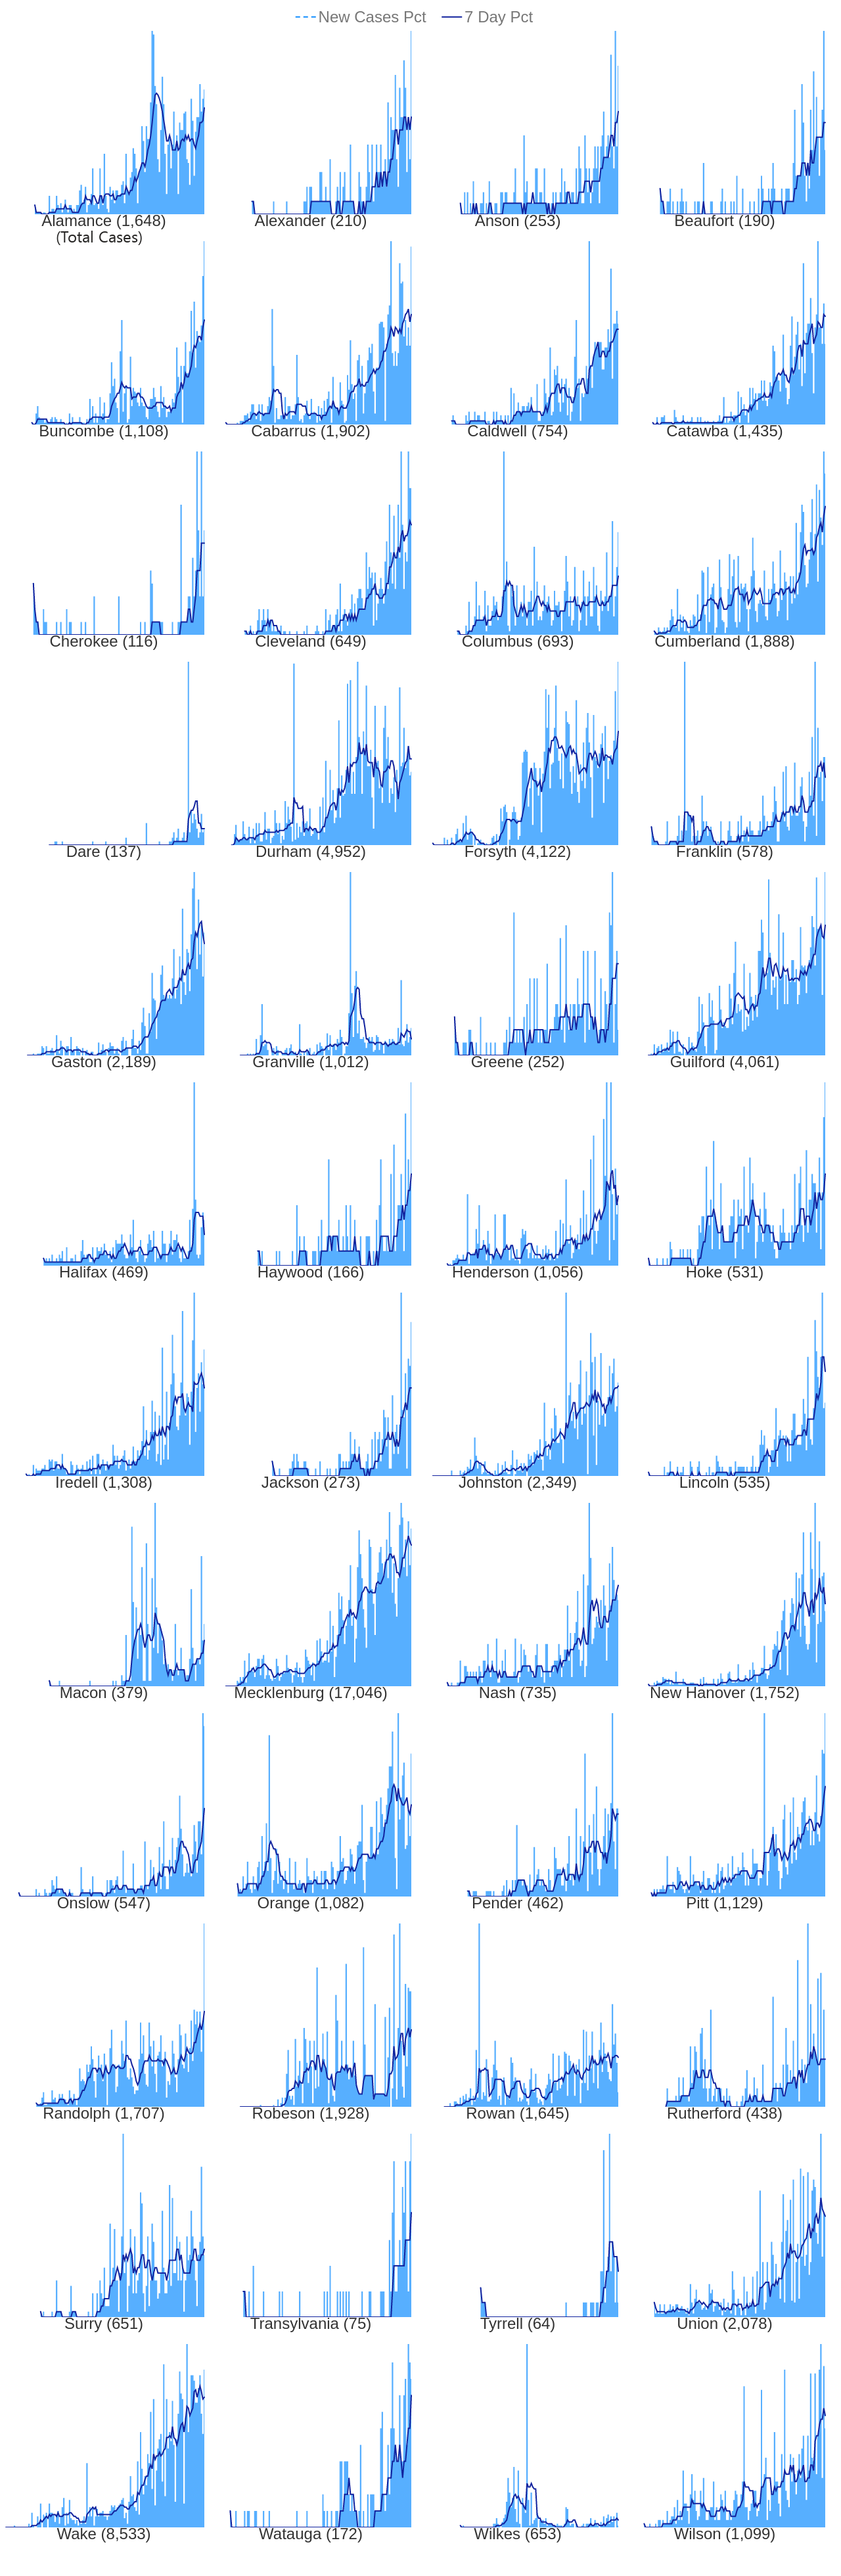 New Cases Pct 7 Day Pct
Alamance (1,648) Alexander (210) Anson (253) Beaufort (190)
(Total Cases)
Buncombe (1,108) Cabarrus (1,902) Caldwell (754) Catawba (1,435)
Cherokee (116) Cleveland (649) Columbus (693) Cumberland (1,888)
Dare (137) Durham (4,952) Forsyth (4,122) Franklin (578)
Gaston (2,189) Granville (1,012) Greene (252) Guilford (4,061)
Halifax (469) Haywood (166) Henderson (1,056) Hoke (531)
Iredell (1,308) Jackson (273) Johnston (2,349) Lincoln (535)
Macon (379) Mecklenburg (17,046) Nash (735) New Hanover (1,752)
Onslow (547) Orange (1,082) Pender (462) Pitt (1,129)
Randolph (1,707) Robeson (1,928) Rowan (1,645) Rutherford (438)
Surry (651) Transylvania (75) Tyrrell (64) Union (2,078)
Wake (8,533) Watauga (172) Wilkes (653) Wilson (1,099)